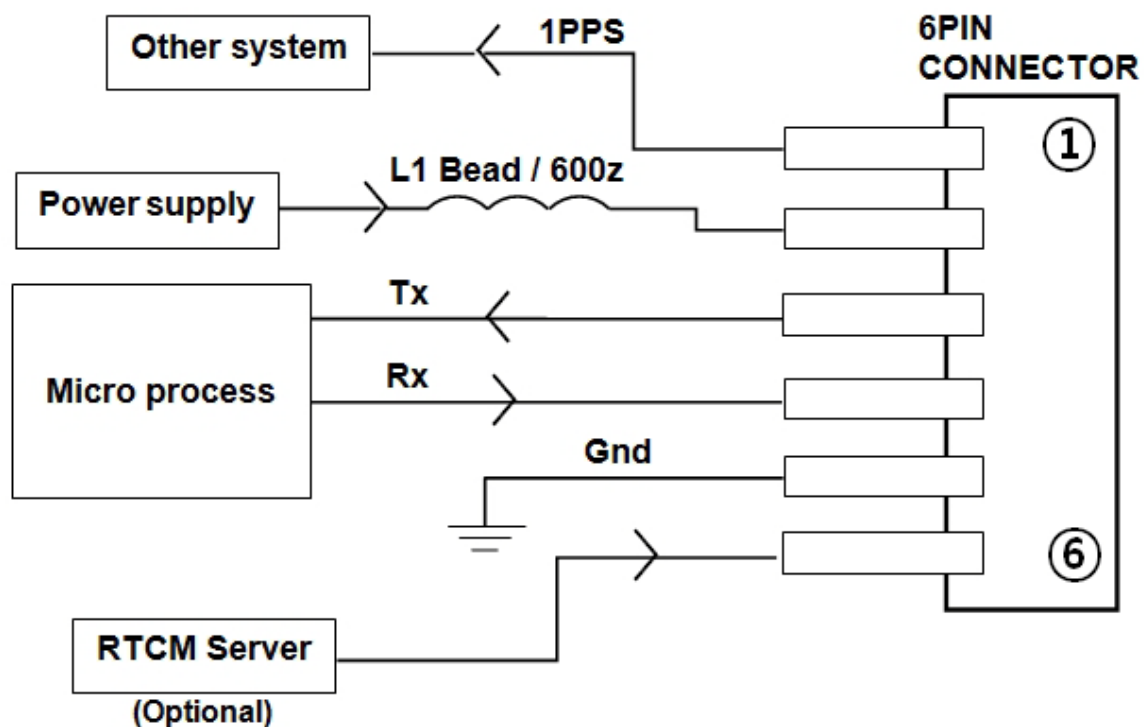 Other system
1PPS
6PIN
CONNECTOR
①
L1 Bead / 600z
Power supply
Tx
Micro process
Rx
Gnd
⑥
RTCM Server
(Optional)